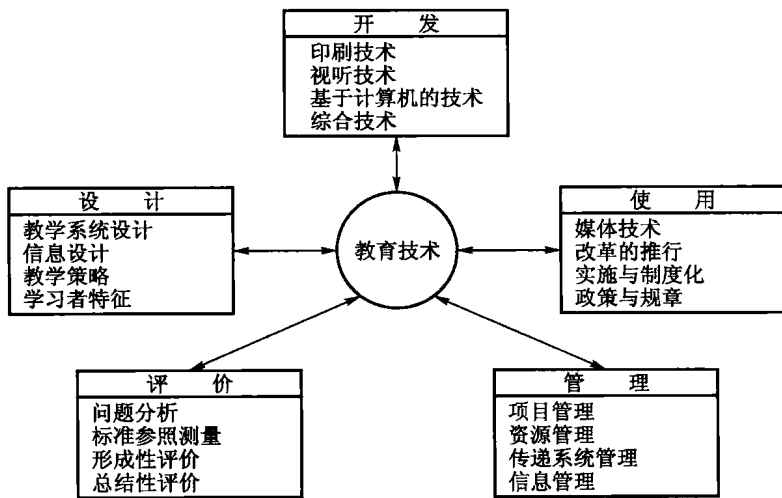 开 发
印刷技术
视听技术
基于计算机的技术
综合技术
设 计
教学系统设计
信息设计
教学策略
学习者特征
教育技术
使 用
媒体技术
改革的推行
实施与制度化
政策与规章
评 价
问题分析
标准参照测量
形成性评价
总结性评价
管 理
项目管理
资源管理
传递系统管理
信息管理